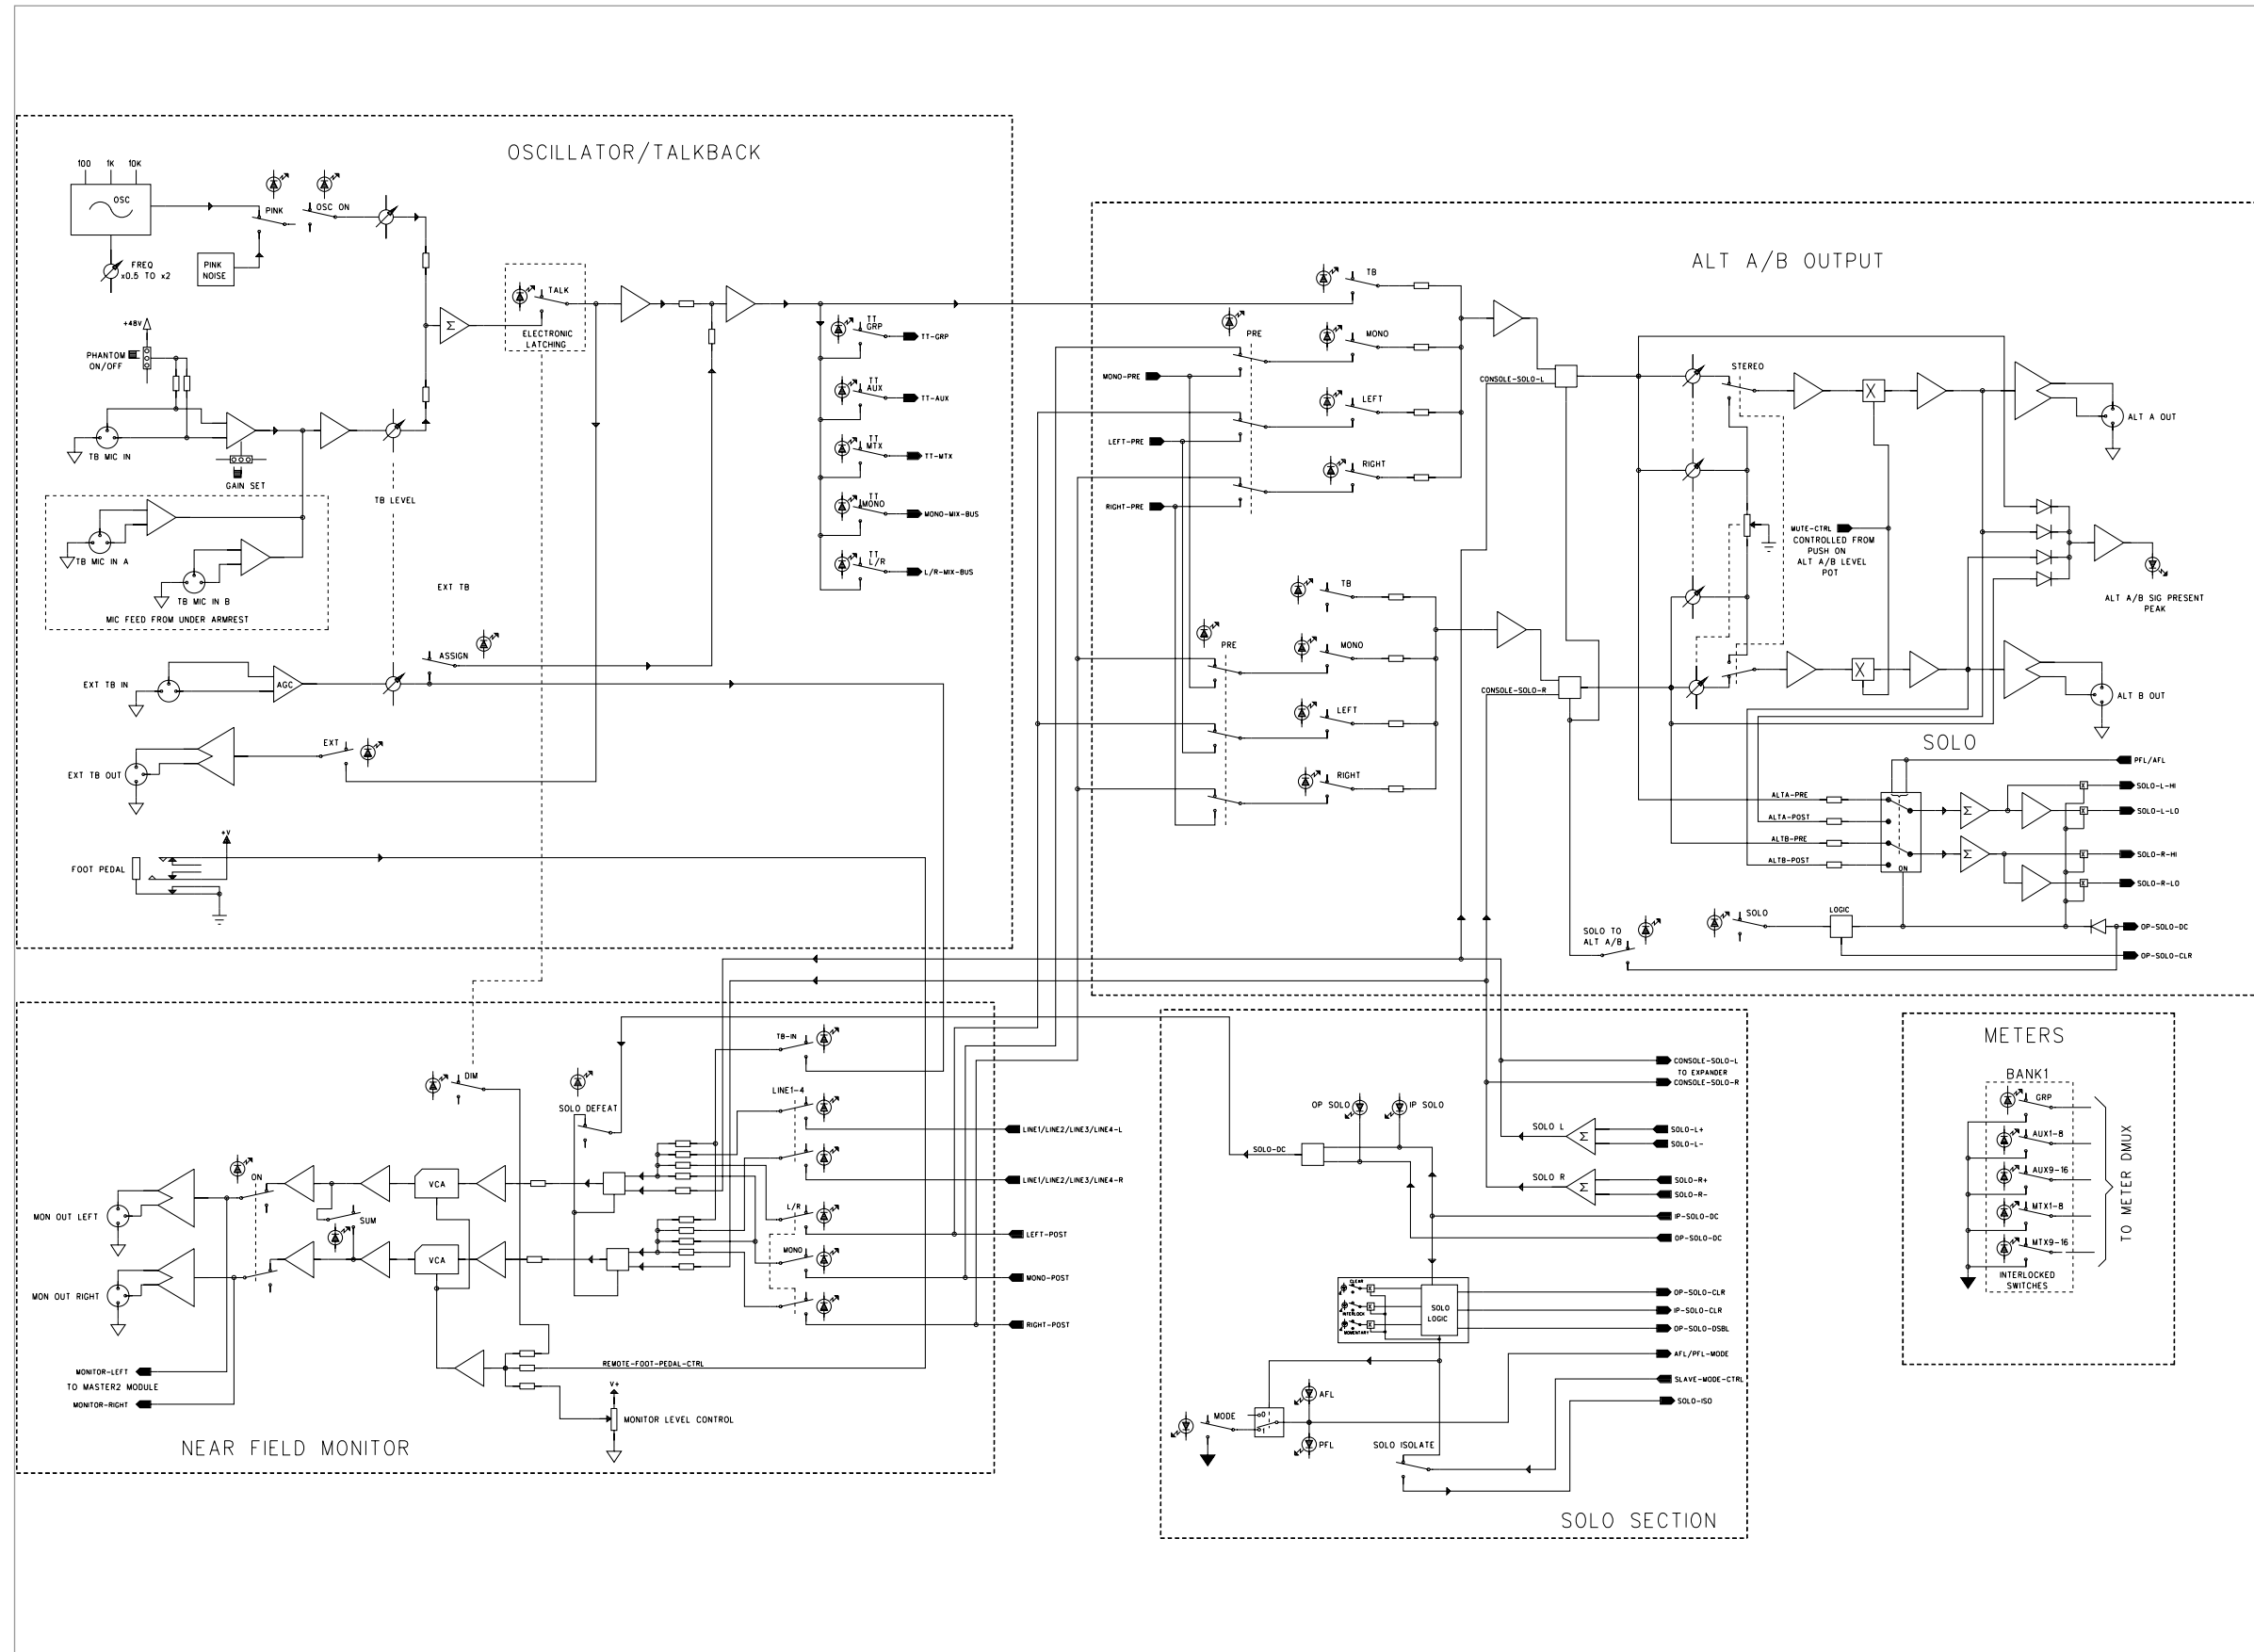 OSCILLATOR/TALKBACK
100 1K 10K
OSC
PINK
OSC ON
FREQ
x0.5 TO x2
PINK
NOISE
+48V
PHANTOM
ON/OFF
TB MIC IN
GAIN SET
TB MIC IN A
TB MIC IN B
MIC FEED FROM UNDER ARMREST
TB LEVEL
Σ
TALK
ELECTRONIC
LATCHING
TT
GRP
TT-GRP
TT
AUX
TT-AUX
TT
MTX
TT-MTX
TT
MONO
MONO-MIX-BUS
TT
L/R
L/R-MIX-BUS
EXT TB
ASSIGN
EXT TB IN
AGC
EXT TB OUT
EXT
+V
FOOT PEDAL
ALT A/B OUTPUT
TB
PRE
MONO
MONO-PRE
LEFT
LEFT-PRE
RIGHT
RIGHT-PRE
TB
PRE
MONO
LEFT
RIGHT
CONSOLE-SOLO-L
CONSOLE-SOLO-R
STEREO
X
X
MUTE-CTRL
CONTROLLED FROM
PUSH ON
ALT A/B LEVEL
POT
ALT A OUT
ALT A/B SIG PRESENT
PEAK
ALT B OUT
SOLO
PFL/AFL
ALTA-PRE
ALTA-POST
ALTB-PRE
ALTB-POST
ON
Σ
Σ
X
X
X
X
SOLO-L-HI
SOLO-L-LO
SOLO-R-HI
SOLO-R-LO
SOLO TO
ALT A/B
SOLO
LOGIC
OP-SOLO-DC
OP-SOLO-CLR
NEAR FIELD MONITOR
TB-IN
DIM
SOLO DEFEAT
LINE1-4
LINE1/LINE2/LINE3/LINE4-L
LINE1/LINE2/LINE3/LINE4-R
L/R
LEFT-POST
MONO
MONO-POST
RIGHT-POST
ON
SUM
VCA
VCA
MON OUT LEFT
MON OUT RIGHT
MONITOR-LEFT
TO MASTER2 MODULE
MONITOR-RIGHT
REMOTE-FOOT-PEDAL-CTRL
V+
MONITOR LEVEL CONTROL
CONSOLE-SOLO-L
TO EXPANDER
CONSOLE-SOLO-R
OP SOLO
IP SOLO
SOLO L
Σ
SOLO-L+
SOLO-L-
SOLO-DC
SOLO R
Σ
SOLO-R+
SOLO-R-
IP-SOLO-DC
OP-SOLO-DC
CLEAR
INTERLOCK
MOMENTARY
X
X
X
SOLO
LOGIC
OP-SOLO-CLR
IP-SOLO-CLR
OP-SOLO-DSBL
AFL/PFL-MODE
SLAVE-MODE-CTRL
SOLO-ISO
MODE
0
1
AFL
PFL
SOLO ISOLATE
SOLO SECTION
METERS
BANK1
GRP
AUX1-8
AUX9-16
MTX1-8
MTX9-16
INTERLOCKED
SWITCHES
TO METER DMUX